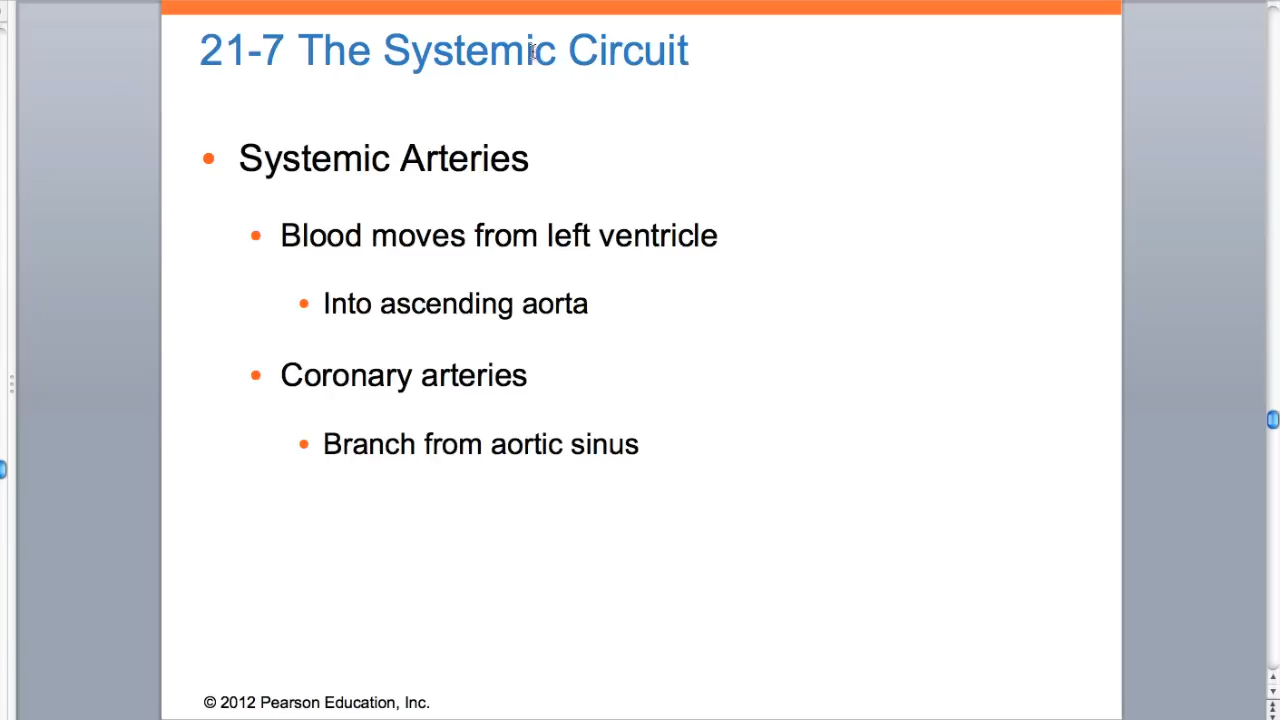 21-7 The Systemic Circuit
• Systemic Arteries
• Blood moves from left ventricle
• Into ascending aorta
• Coronary arteries
• Branch from aortic sinus
© 2012 Pearson Education, Inc.